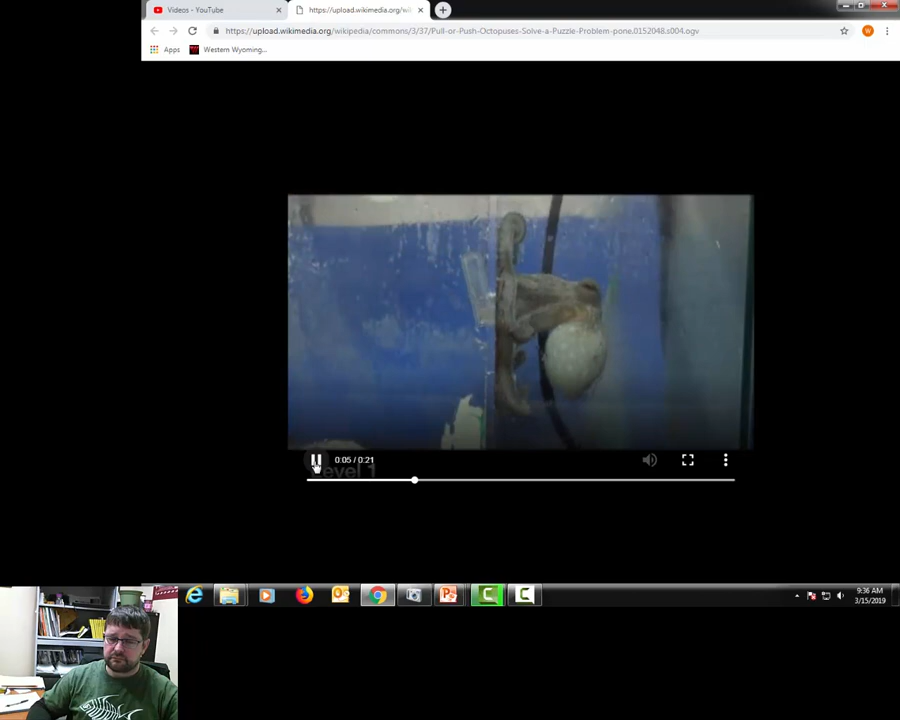 Videos - YouTube
https://upload.wikimedia.org/wi
https://upload.wikimedia.org/wikipedia/commons/3/37/Pull-or-Push-Octopuses-Solve-a-Puzzle-Problem-pone.0152048.s004.ogv
W
Apps
Western Wyoming...
0:05 / 0:21
Level 1
9:36 AM
3/15/2019